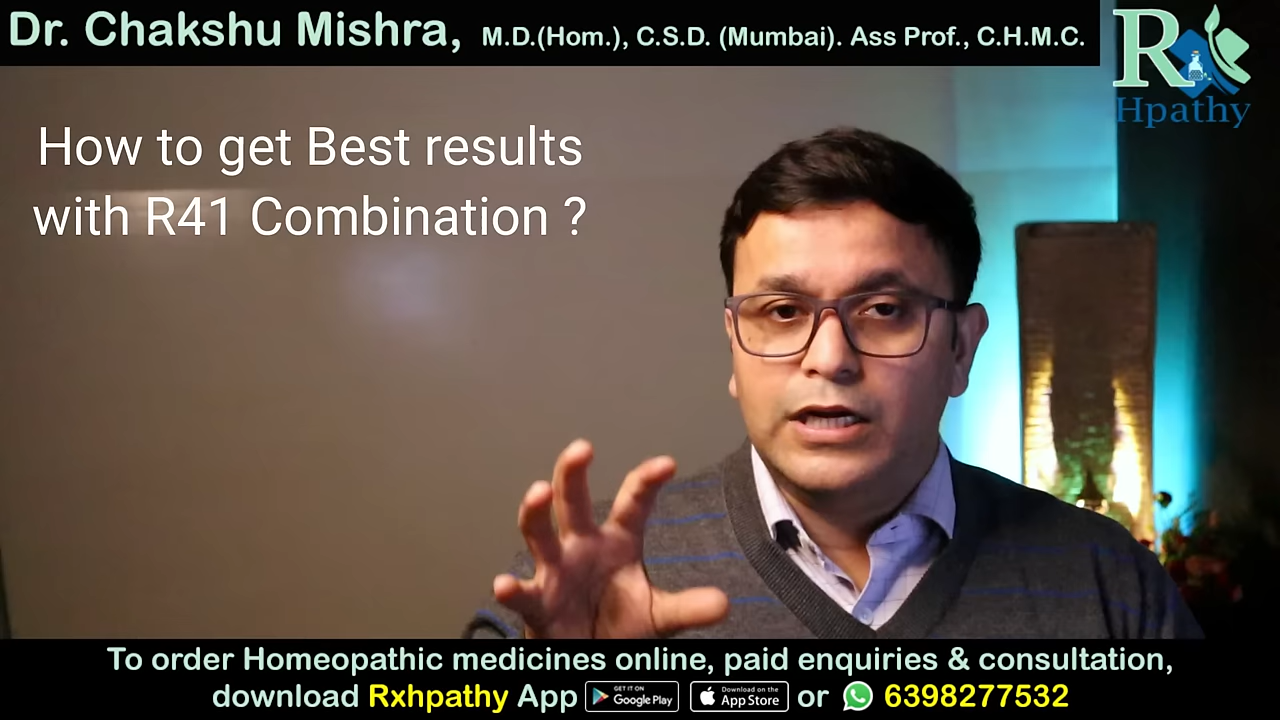 Dr. Chakshu Mishra, M.D.(Hom.), C.S.D. (Mumbai). Ass Prof., C.H.M.C.
Rx
Hpathy
How to get Best results
with R41 Combination ?
To order Homeopathic medicines online, paid enquiries & consultation,
download Rxhpathy App GET IT ON Google Play Download on the App Store or 6398277532